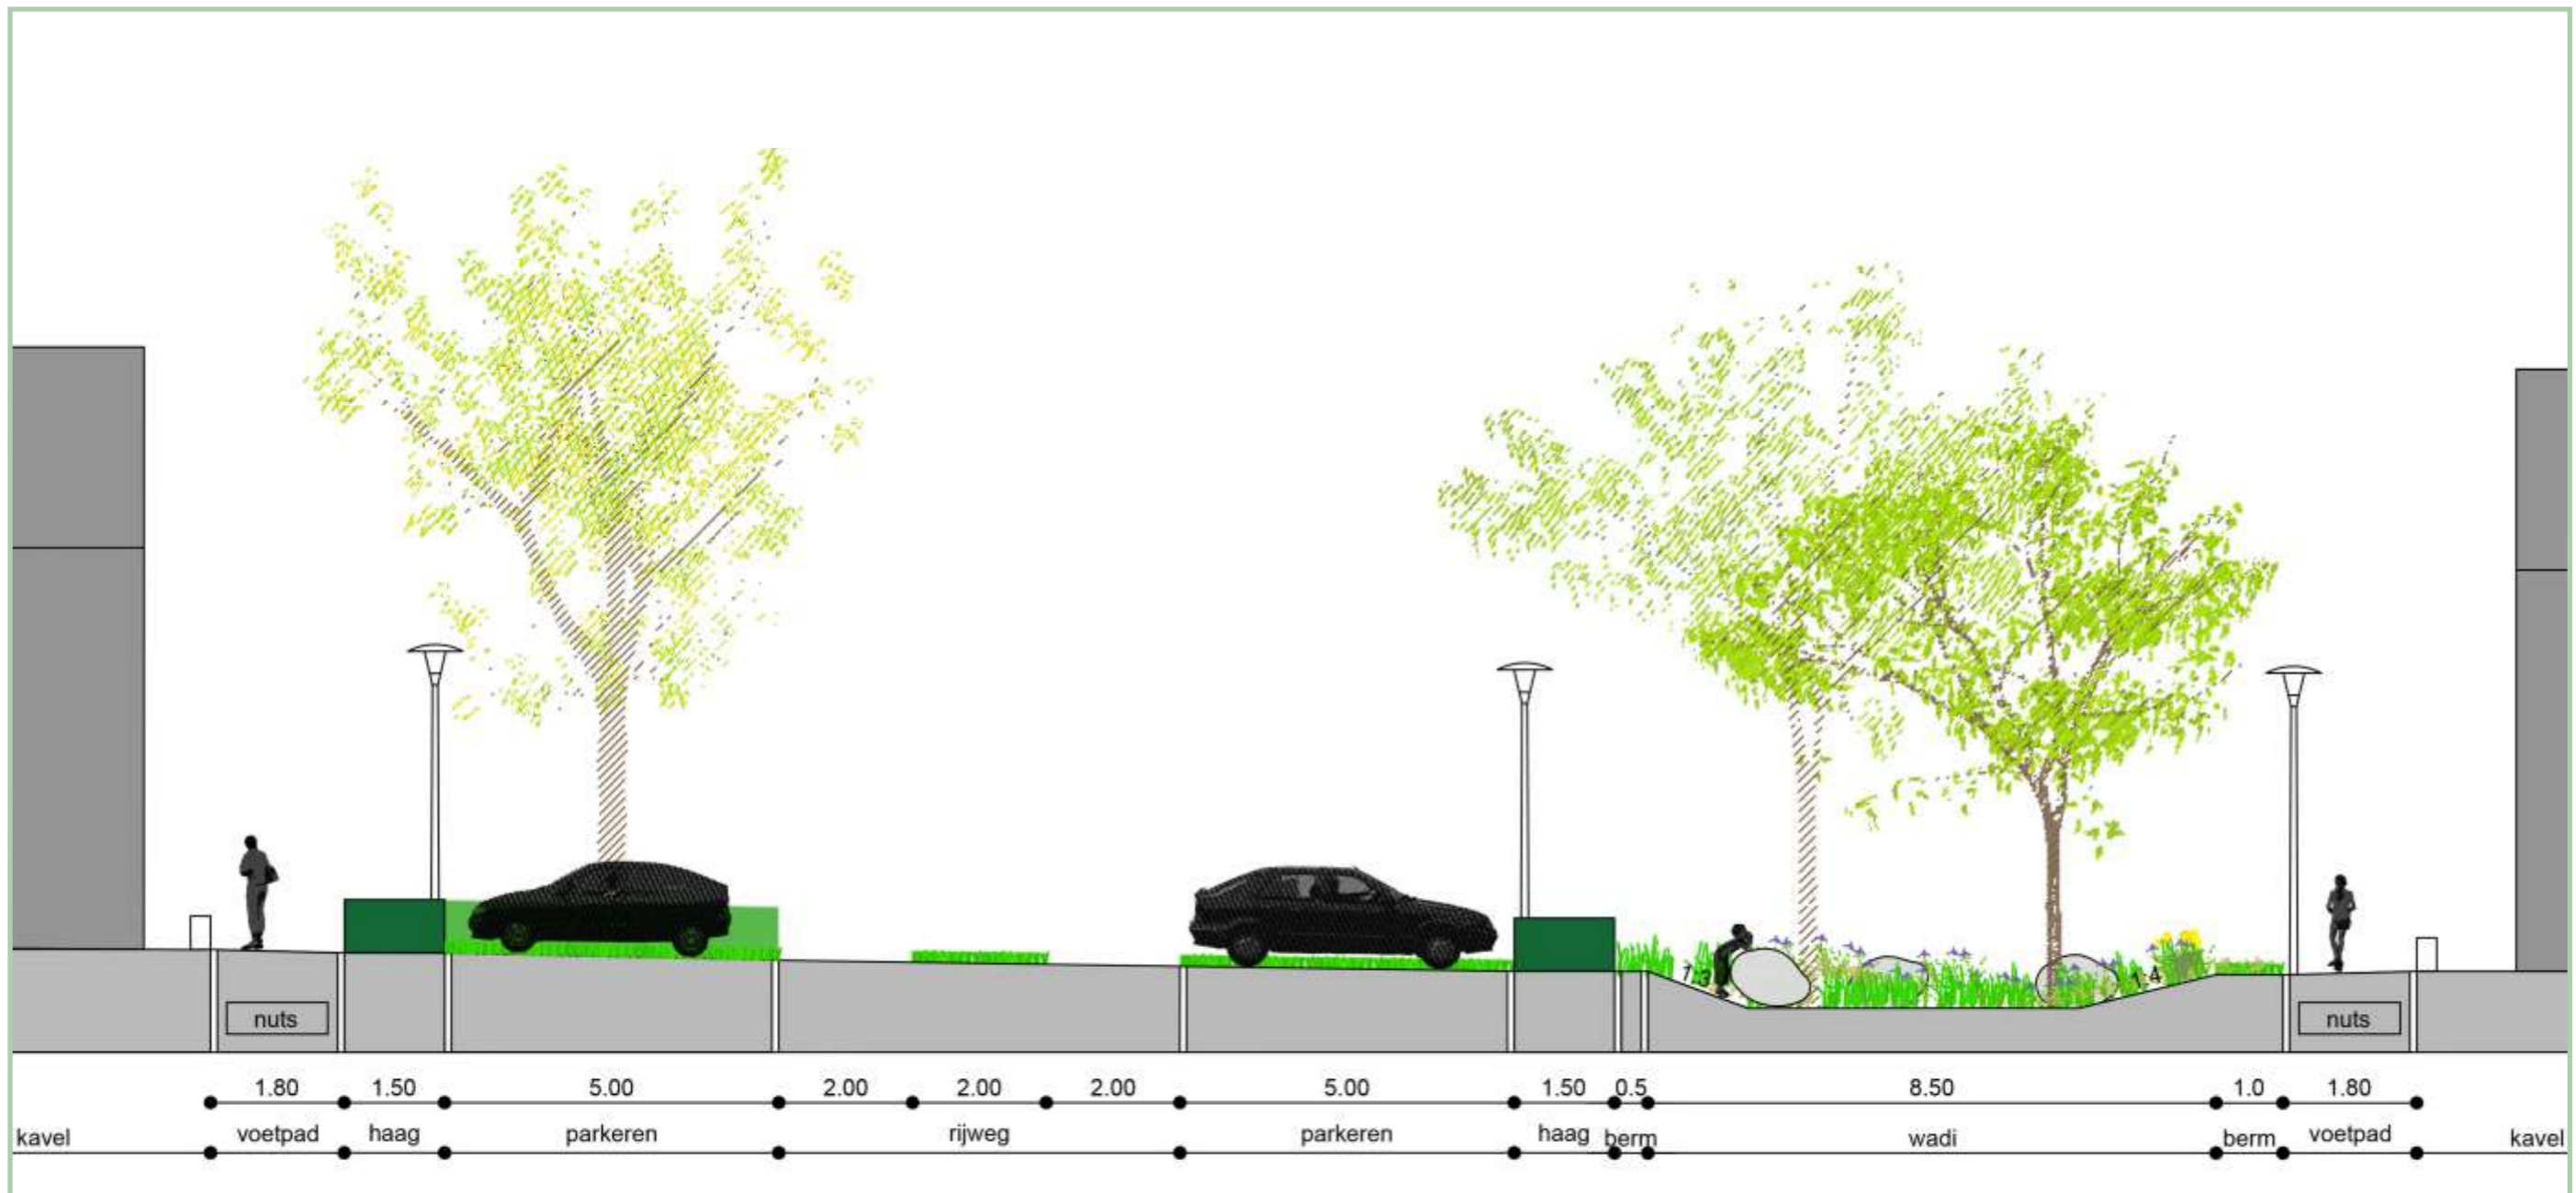 1:3
1:4
nuts
nuts
1.80 1.50 5.00 2.00 2.00 2.00 5.00 1.50 0.5 8.50 1.0 1.80
kavel voetpad haag parkeren rijweg parkeren haag berm wadi berm voetpad kavel